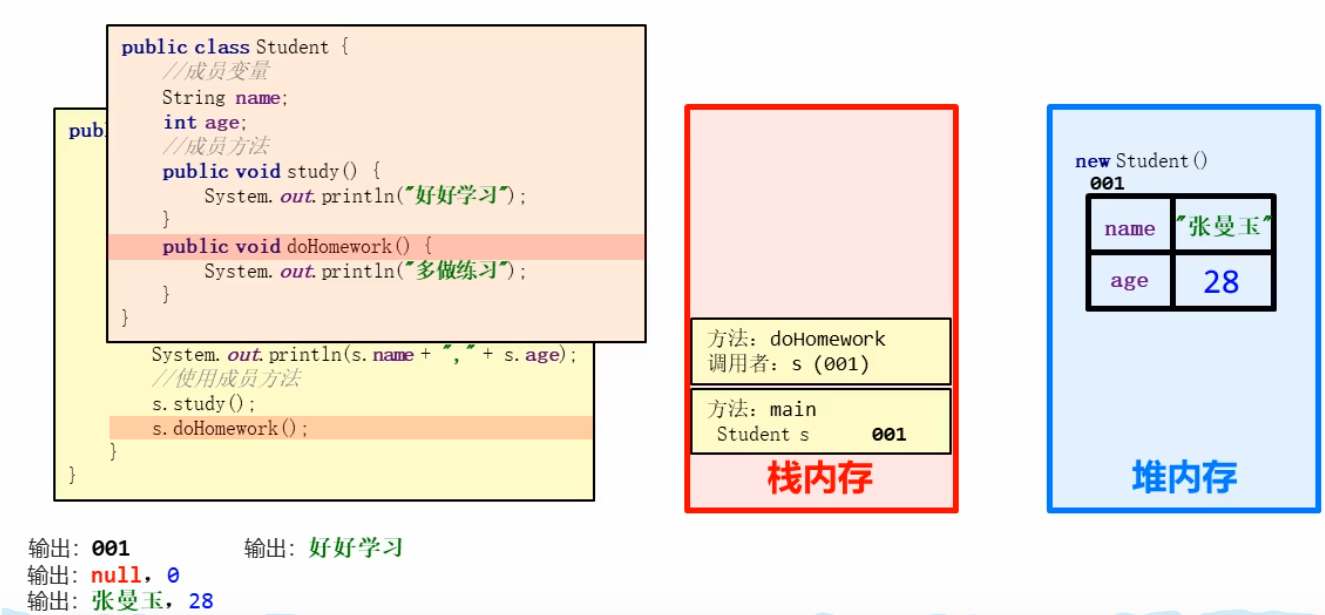 public class Student {
//成员变量
String name;
int age;
//成员方法
public void study() {
System.out.println("好好学习");
}
public void doHomework() {
System.out.println("多做练习");
}
}
System.out.println(s.name + "," + s.age);
//使用成员方法
s.study();
s.doHomework();
}
}
方法：doHomework
调用者：s (001)
方法：main
Student s 001
栈内存
new Student()
001
name "张曼玉"
age 28
堆内存
输出：001 输出：好好学习
输出：null，0
输出：张曼玉，28